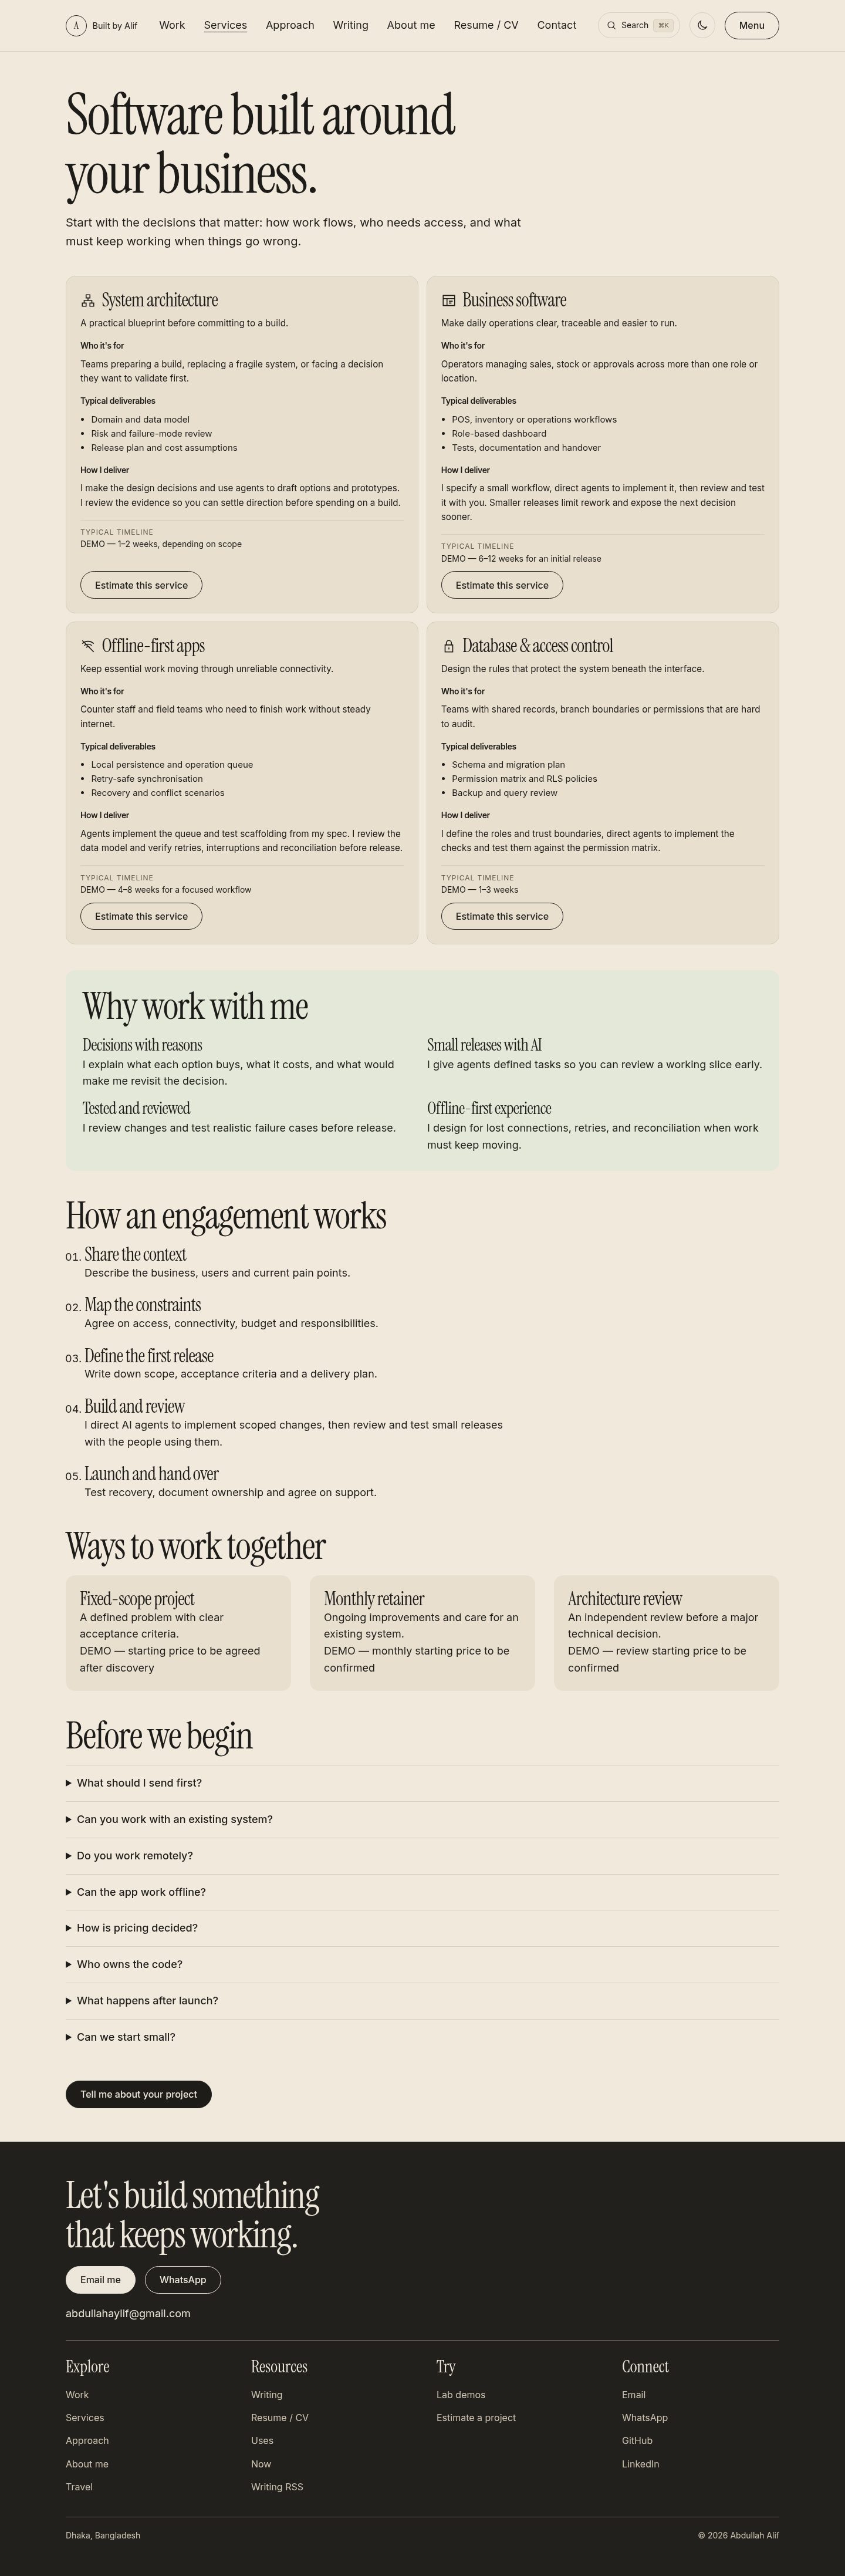 A Built by Alif Work Services Approach Writing About me Resume / CV Contact Search ⌘K Menu
Software built around
your business.
Start with the decisions that matter: how work flows, who needs access, and what
must keep working when things go wrong.
System architecture
A practical blueprint before committing to a build.
Who it's for
Teams preparing a build, replacing a fragile system, or facing a decision
they want to validate first.
Typical deliverables
• Domain and data model
• Risk and failure-mode review
• Release plan and cost assumptions
How I deliver
I make the design decisions and use agents to draft options and prototypes.
I review the evidence so you can settle direction before spending on a build.
TYPICAL TIMELINE
DEMO — 1–2 weeks, depending on scope
Estimate this service
Business software
Make daily operations clear, traceable and easier to run.
Who it's for
Operators managing sales, stock or approvals across more than one role or
location.
Typical deliverables
• POS, inventory or operations workflows
• Role-based dashboard
• Tests, documentation and handover
How I deliver
I specify a small workflow, direct agents to implement it, then review and test
it with you. Smaller releases limit rework and expose the next decision
sooner.
TYPICAL TIMELINE
DEMO — 6–12 weeks for an initial release
Estimate this service
Offline-first apps
Keep essential work moving through unreliable connectivity.
Who it's for
Counter staff and field teams who need to finish work without steady
internet.
Typical deliverables
• Local persistence and operation queue
• Retry-safe synchronisation
• Recovery and conflict scenarios
How I deliver
Agents implement the queue and test scaffolding from my spec. I review the
data model and verify retries, interruptions and reconciliation before release.
TYPICAL TIMELINE
DEMO — 4–8 weeks for a focused workflow
Estimate this service
Database & access control
Design the rules that protect the system beneath the interface.
Who it's for
Teams with shared records, branch boundaries or permissions that are hard
to audit.
Typical deliverables
• Schema and migration plan
• Permission matrix and RLS policies
• Backup and query review
How I deliver
I define the roles and trust boundaries, direct agents to implement the
checks and test them against the permission matrix.
TYPICAL TIMELINE
DEMO — 1–3 weeks
Estimate this service
Why work with me
Decisions with reasons
I explain what each option buys, what it costs, and what would
make me revisit the decision.
Small releases with AI
I give agents defined tasks so you can review a working slice early.
Tested and reviewed
I review changes and test realistic failure cases before release.
Offline-first experience
I design for lost connections, retries, and reconciliation when work
must keep moving.
How an engagement works
01. Share the context
Describe the business, users and current pain points.
02. Map the constraints
Agree on access, connectivity, budget and responsibilities.
03. Define the first release
Write down scope, acceptance criteria and a delivery plan.
04. Build and review
I direct AI agents to implement scoped changes, then review and test small releases
with the people using them.
05. Launch and hand over
Test recovery, document ownership and agree on support.
Ways to work together
Fixed-scope project
A defined problem with clear
acceptance criteria.
DEMO — starting price to be agreed
after discovery
Monthly retainer
Ongoing improvements and care for an
existing system.
DEMO — monthly starting price to be
confirmed
Architecture review
An independent review before a major
technical decision.
DEMO — review starting price to be
confirmed
Before we begin
What should I send first?
Can you work with an existing system?
Do you work remotely?
Can the app work offline?
How is pricing decided?
Who owns the code?
What happens after launch?
Can we start small?
Tell me about your project
Let's build something
that keeps working.
Email me WhatsApp
abdullahaylif@gmail.com
Explore
Work
Services
Approach
About me
Travel
Resources
Writing
Resume / CV
Uses
Now
Writing RSS
Try
Lab demos
Estimate a project
Connect
Email
WhatsApp
GitHub
LinkedIn
Dhaka, Bangladesh © 2026 Abdullah Alif